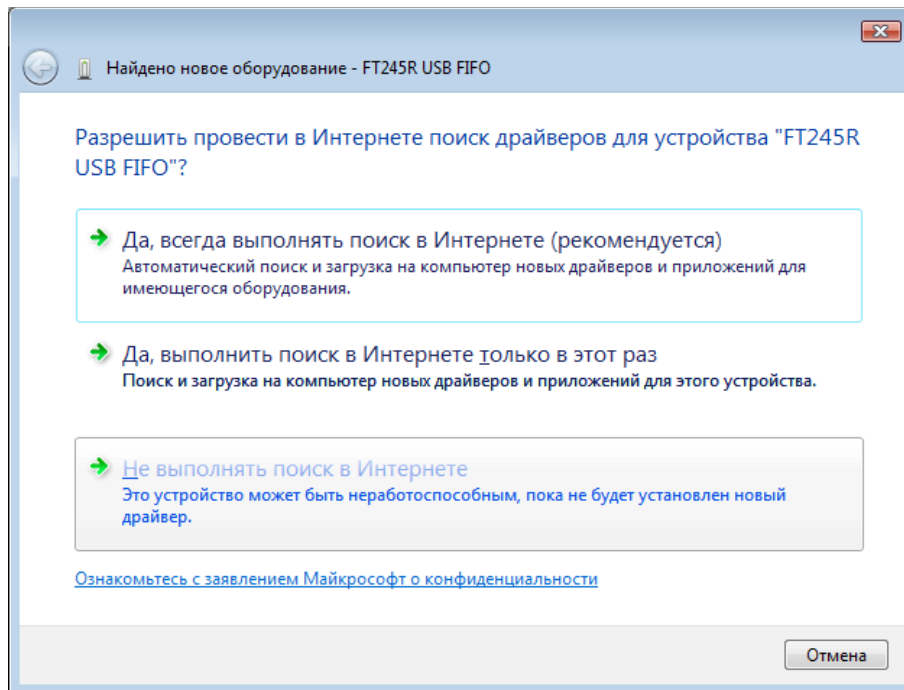 Найдено новое оборудование - FT245R USB FIFO
Разрешить провести в Интернете поиск драйверов для устройства "FT245R
USB FIFO"?
Да, всегда выполнять поиск в Интернете (рекомендуется)
Автоматический поиск и загрузка на компьютер новых драйверов и приложений для
имеющегося оборудования.
Да, выполнить поиск в Интернете только в этот раз
Поиск и загрузка на компьютер новых драйверов и приложений для этого устройства.
Не выполнять поиск в Интернете
Это устройство может быть неработоспособным, пока не будет установлен новый
драйвер.
Ознакомьтесь с заявлением Майкрософт о конфиденциальности
Отмена